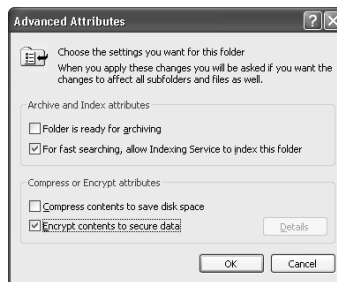 Advanced Attributes
Choose the settings you want for this folder
When you apply these changes you will be asked if you want the
changes to affect all subfolders and files as well.
Archive and Index attributes
Folder is ready for archiving
For fast searching, allow Indexing Service to index this folder
Compress or Encrypt attributes
Compress contents to save disk space
Encrypt contents to secure data
Details
OK
Cancel